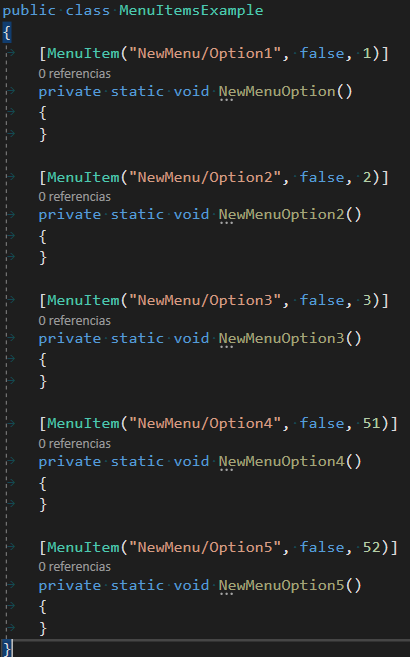 public class MenuItemsExample
{
[MenuItem("NewMenu/Option1", false, 1)]
0 referencias
private static void NewMenuOption()
{
}
[MenuItem("NewMenu/Option2", false, 2)]
0 referencias
private static void NewMenuOption2()
{
}
[MenuItem("NewMenu/Option3", false, 3)]
0 referencias
private static void NewMenuOption3()
{
}
[MenuItem("NewMenu/Option4", false, 51)]
0 referencias
private static void NewMenuOption4()
{
}
[MenuItem("NewMenu/Option5", false, 52)]
0 referencias
private static void NewMenuOption5()
{
}
}